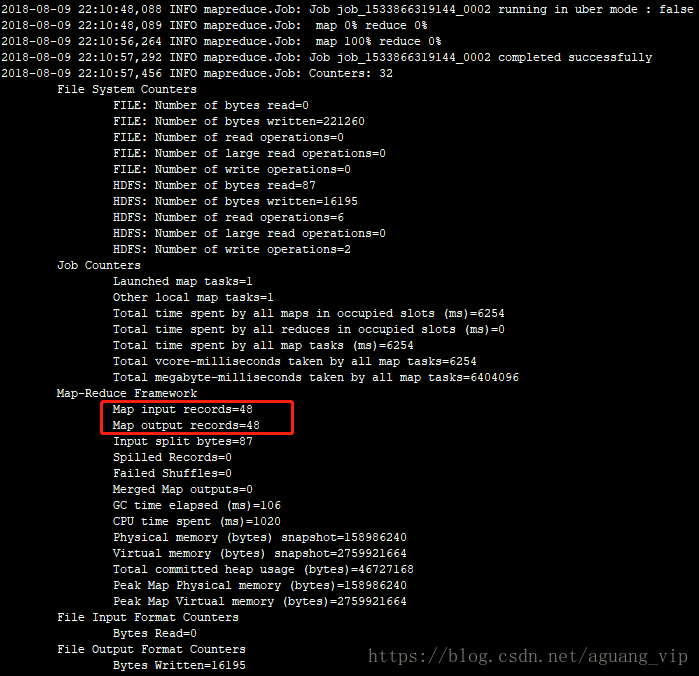 2018-08-09 22:10:48,088 INFO mapreduce.Job: Job job_1533866319144_0002 running in uber mode : false
2018-08-09 22:10:48,089 INFO mapreduce.Job:  map 0% reduce 0%
2018-08-09 22:10:56,264 INFO mapreduce.Job:  map 100% reduce 0%
2018-08-09 22:10:57,292 INFO mapreduce.Job: Job job_1533866319144_0002 completed successfully
2018-08-09 22:10:57,456 INFO mapreduce.Job: Counters: 32
File System Counters
FILE: Number of bytes read=0
FILE: Number of bytes written=221260
FILE: Number of read operations=0
FILE: Number of large read operations=0
FILE: Number of write operations=0
HDFS: Number of bytes read=87
HDFS: Number of bytes written=16195
HDFS: Number of read operations=6
HDFS: Number of large read operations=0
HDFS: Number of write operations=2
Job Counters
Launched map tasks=1
Other local map tasks=1
Total time spent by all maps in occupied slots (ms)=6254
Total time spent by all reduces in occupied slots (ms)=0
Total time spent by all map tasks (ms)=6254
Total vcore-milliseconds taken by all map tasks=6254
Total megabyte-milliseconds taken by all map tasks=6404096
Map-Reduce Framework
Map input records=48
Map output records=48
Input split bytes=87
Spilled Records=0
Failed Shuffles=0
Merged Map outputs=0
GC time elapsed (ms)=106
CPU time spent (ms)=1020
Physical memory (bytes) snapshot=158986240
Virtual memory (bytes) snapshot=2759921664
Total committed heap usage (bytes)=46727168
Peak Map Physical memory (bytes)=158986240
Peak Map Virtual memory (bytes)=2759921664
File Input Format Counters
Bytes Read=0
File Output Format Counters
Bytes Written=16195
https://blog.csdn.net/aguang_vip